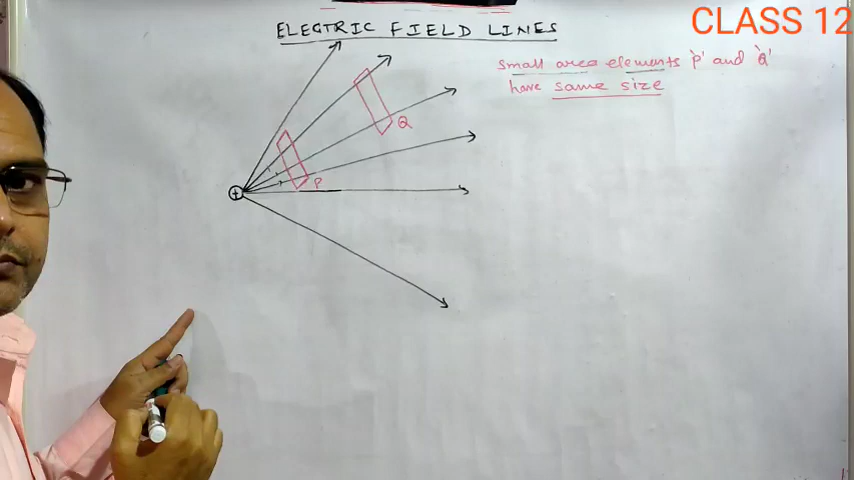 CLASS 12
ELECTRIC FIELD LINES
small area elements 'P' and 'Q'
have same size
Q
P
+